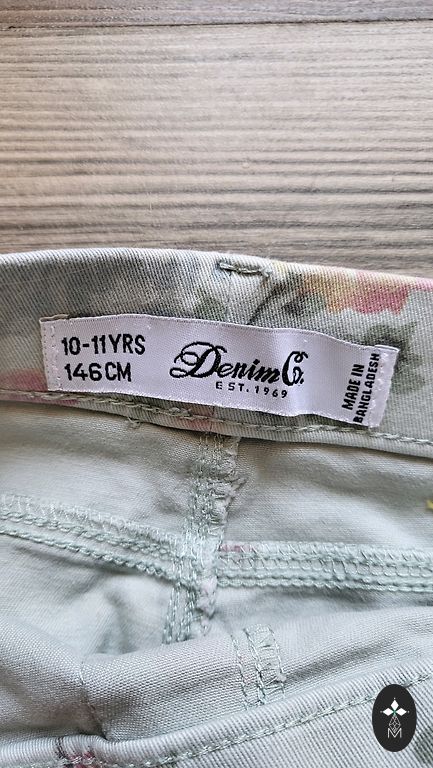 10-11YRS
146CM
Denim Co.
EST. 1969
MADE IN
BANGLADESH